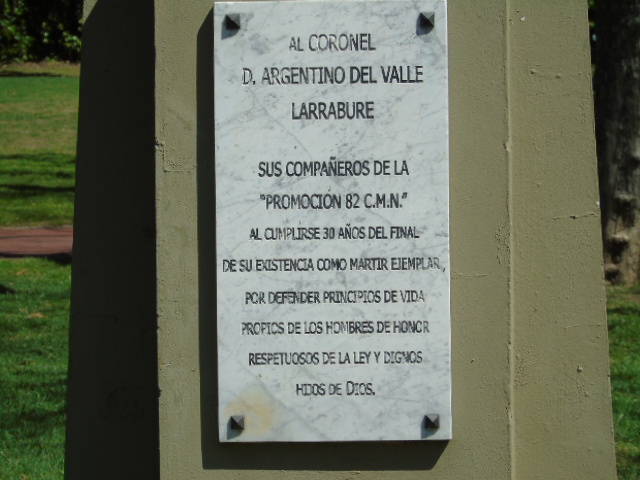 AL CORONEL
D. ARGENTINO DEL VALLE
LARRABURE
SUS COMPAÑEROS DE LA
"PROMOCIÓN 82 C.M.N."
AL CUMPLIRSE 30 AÑOS DEL FINAL
DE SU EXISTENCIA COMO MARTIR EJEMPLAR,
POR DEFENDER PRINCIPIOS DE VIDA
PROPIOS DE LOS HOMBRES DE HONOR
RESPETUOSOS DE LA LEY Y DIGNOS
HIJOS DE DIOS.